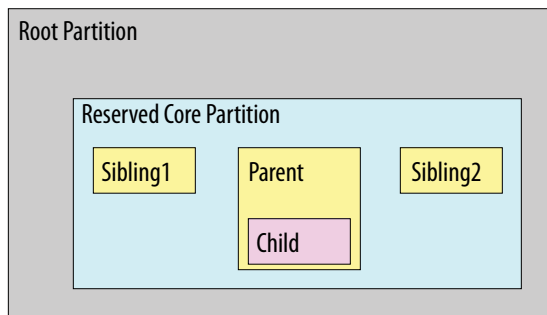 Root Partition
Reserved Core Partition
Sibling1
Parent
Sibling2
Child